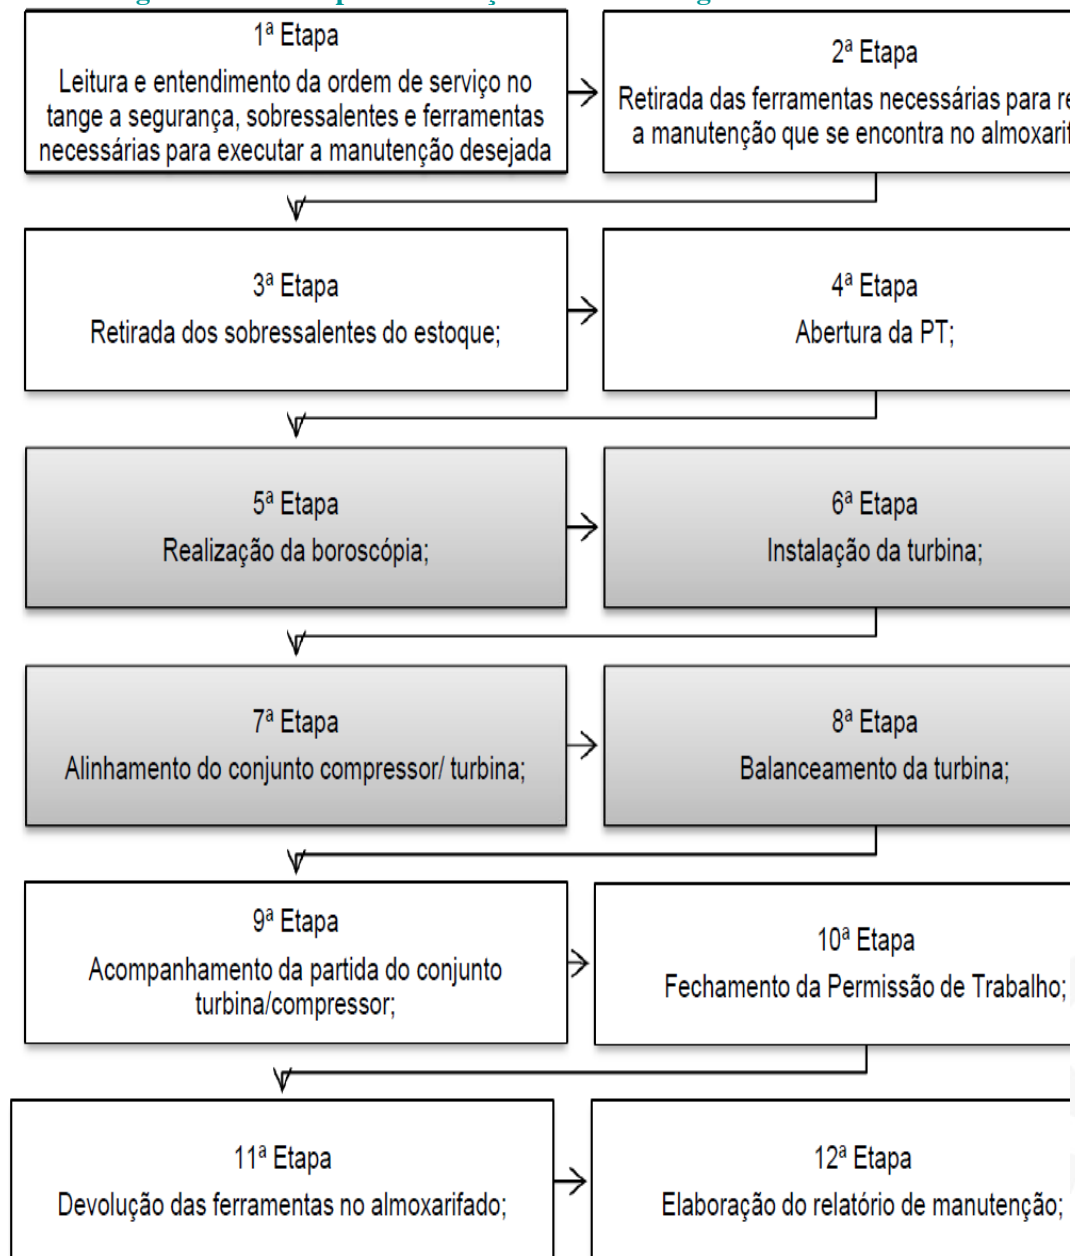 1ª Etapa
Leitura e entendimento da ordem de serviço no
tange a segurança, sobressalentes e ferramentas
necessárias para executar a manutenção desejada
2ª Etapa
Retirada das ferramentas necessárias para
a manutenção que se encontra no
3ª Etapa
Retirada dos sobressalentes do estoque;
4ª Etapa
Abertura da PT;
5ª Etapa
Realização da boroscópia;
6ª Etapa
Instalação da turbina;
7ª Etapa
Alinhamento do conjunto compressor/ turbina;
8ª Etapa
Balanceamento da turbina;
9ª Etapa
Acompanhamento da partida do conjunto
turbina/compressor;
10ª Etapa
Fechamento da Permissão de Trabalho;
11ª Etapa
Devolução das ferramentas no almoxarifado;
12ª Etapa
Elaboração do relatório de manutenção;